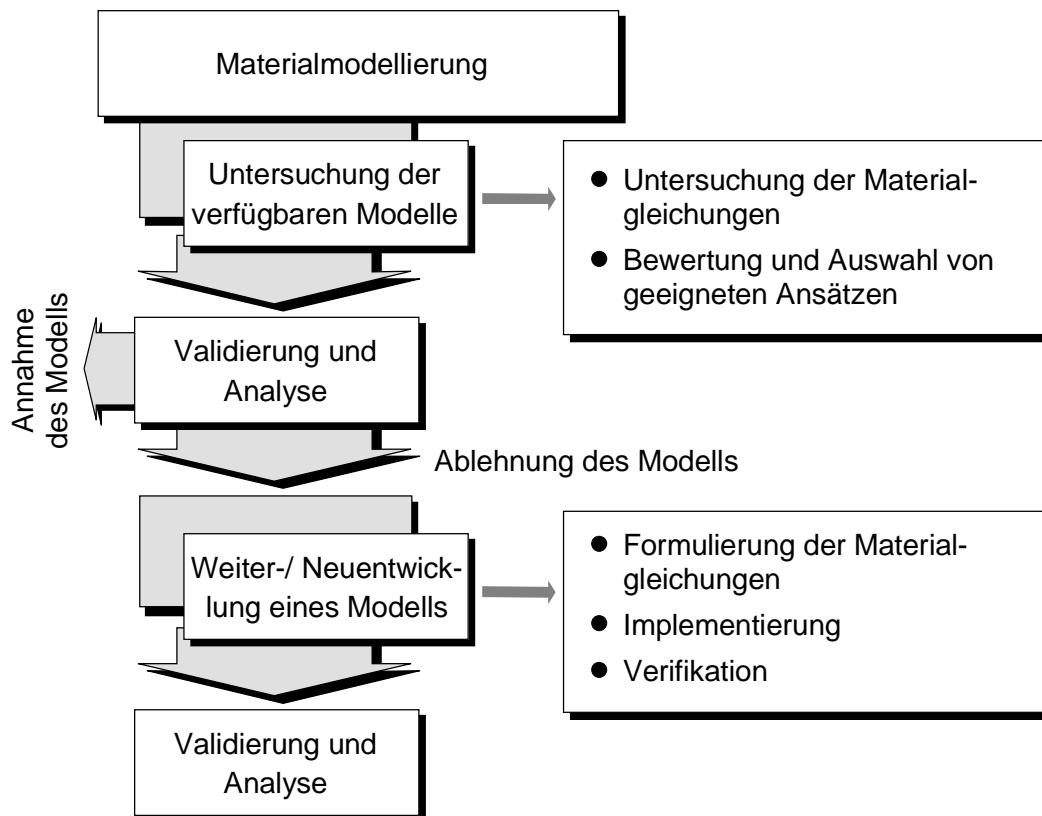 Materialmodellierung
Untersuchung der
verfügbaren Modelle
● Untersuchung der Material-
gleichungen
● Bewertung und Auswahl von
geeigneten Ansätzen
Annahme
des Modells
Validierung und
Analyse
Ablehnung des Modells
Weiter-/ Neuentwick-
lung eines Modells
● Formulierung der Material-
gleichungen
● Implementierung
● Verifikation
Validierung und
Analyse